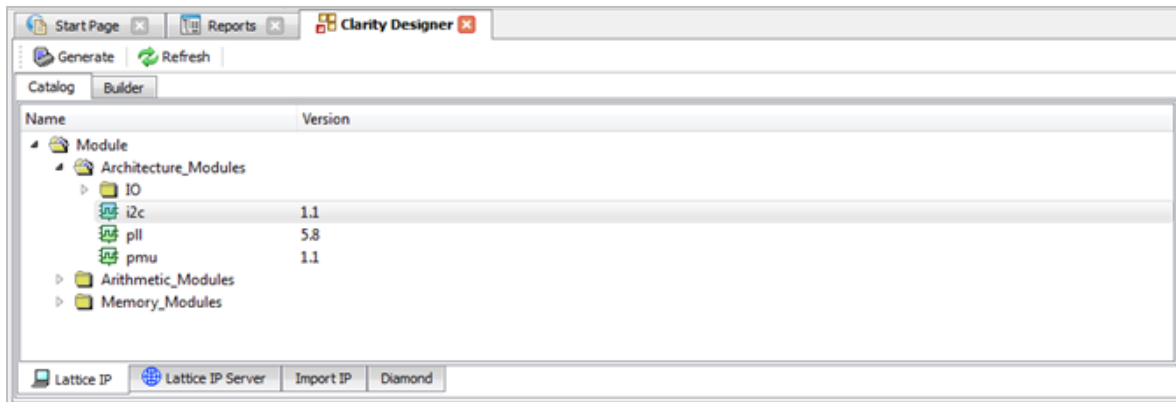 Start Page Reports Clarity Designer
Generate Refresh
Catalog Builder
Name Version
Module
Architecture_Modules
IO
i2c 1.1
pll 5.8
pmu 1.1
Arithmetic_Modules
Memory_Modules
Lattice IP Lattice IP Server Import IP Diamond